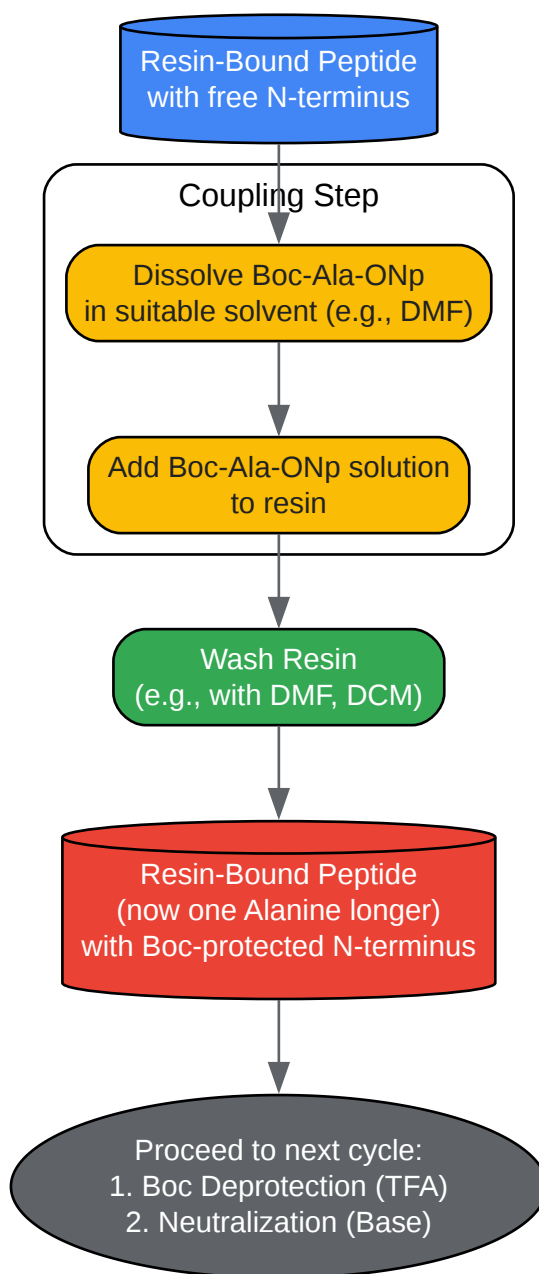 Resin-Bound Peptide
with free N-terminus
Coupling Step
Dissolve Boc-Ala-ONp
in suitable solvent (e.g., DMF)
Add Boc-Ala-ONp solution
to resin
Wash Resin
(e.g., with DMF, DCM)
Resin-Bound Peptide
(now one Alanine longer)
with Boc-protected N-terminus
Proceed to next cycle:
1. Boc Deprotection (TFA)
2. Neutralization (Base)